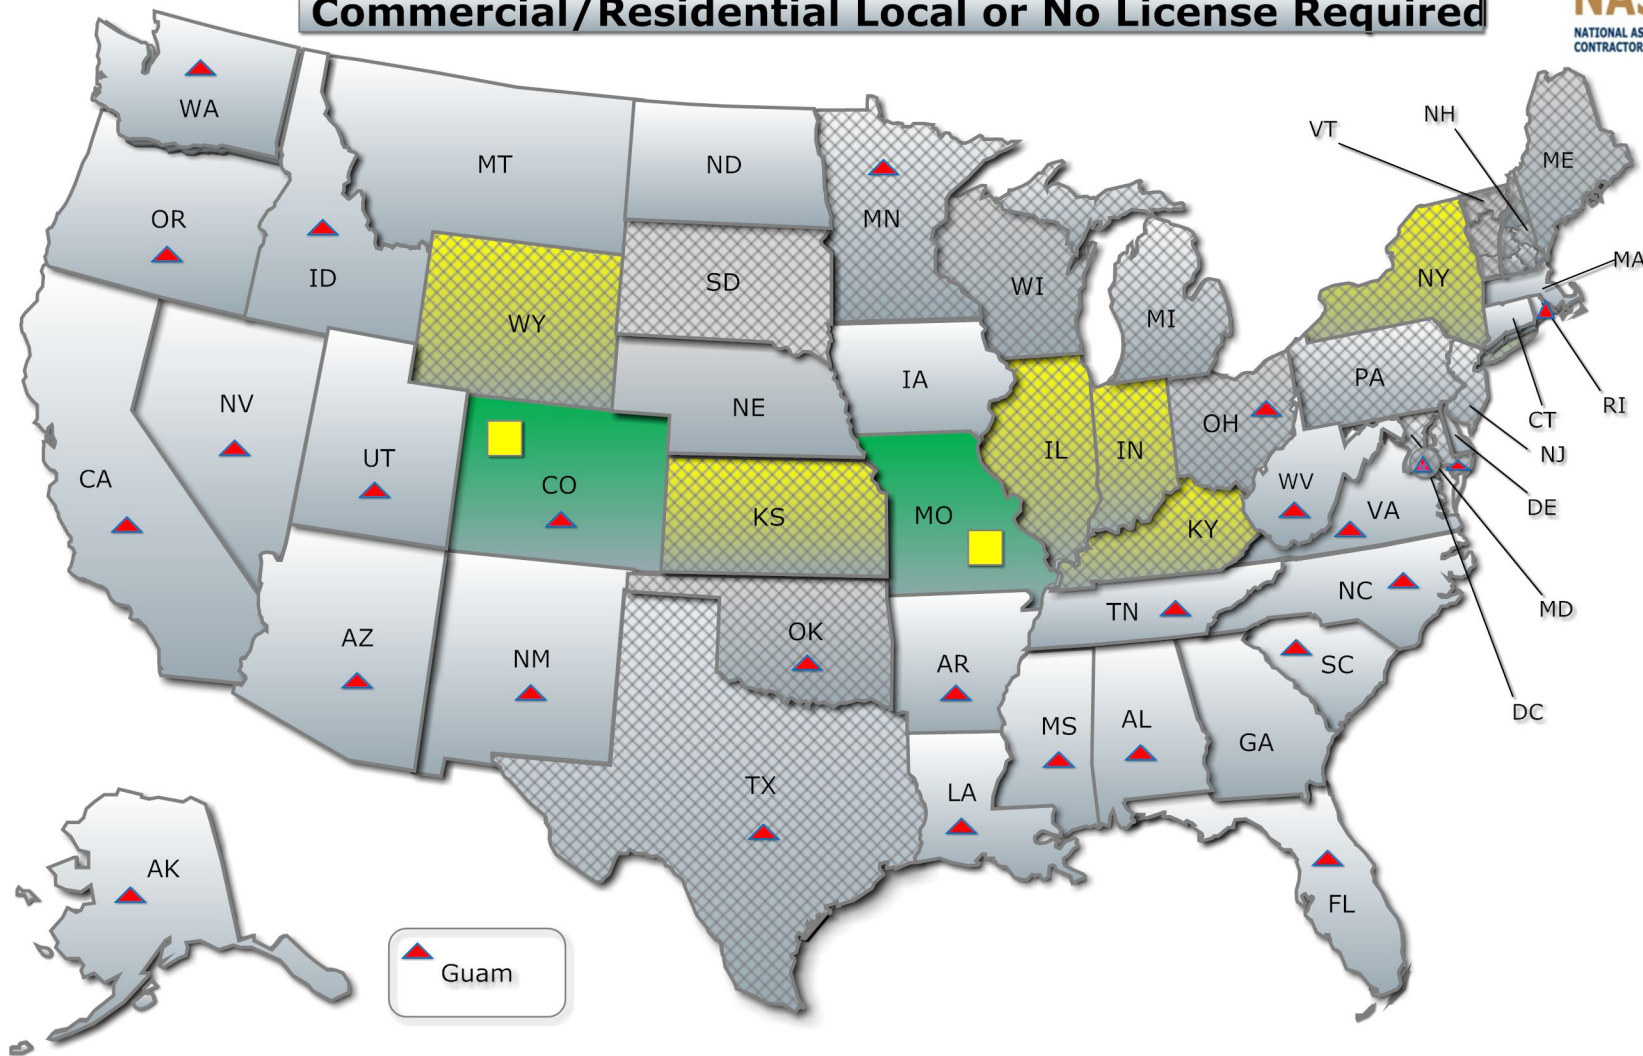 Commercial/Residential Local or No License Required
NATIONAL AS
CONTRACTOR
WA
MT
ND
MN
VT
NH
ME
OR
ID
SD
WI
MI
NY
MA
WY
IA
PA
NV
NE
OH
CT
RI
NJ
CA
UT
CO
KS
MO
IL
IN
WV
KY
VA
DE
MD
DC
AZ
NM
OK
AR
TN
NC
SC
TX
LA
MS
AL
GA
FL
AK
Guam